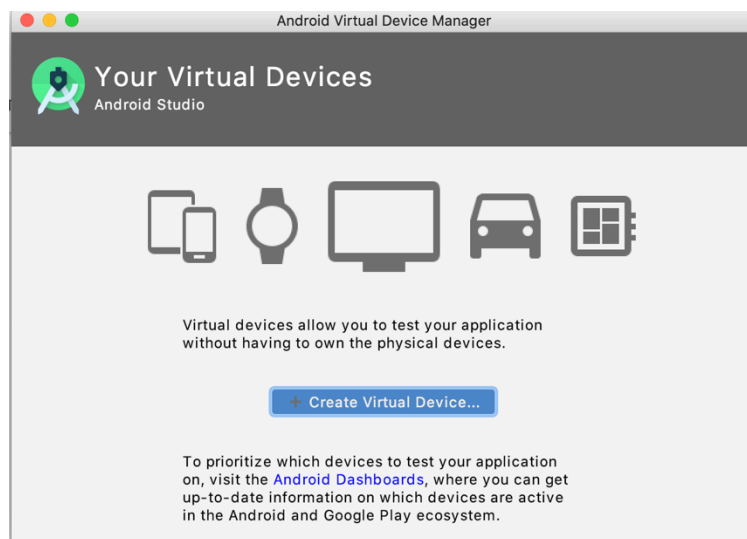 Android Virtual Device Manager
Your Virtual Devices
Android Studio
Virtual devices allow you to test your application
without having to own the physical devices.
+ Create Virtual Device...
To prioritize which devices to test your application
on, visit the Android Dashboards, where you can get
up-to-date information on which devices are active
in the Android and Google Play ecosystem.